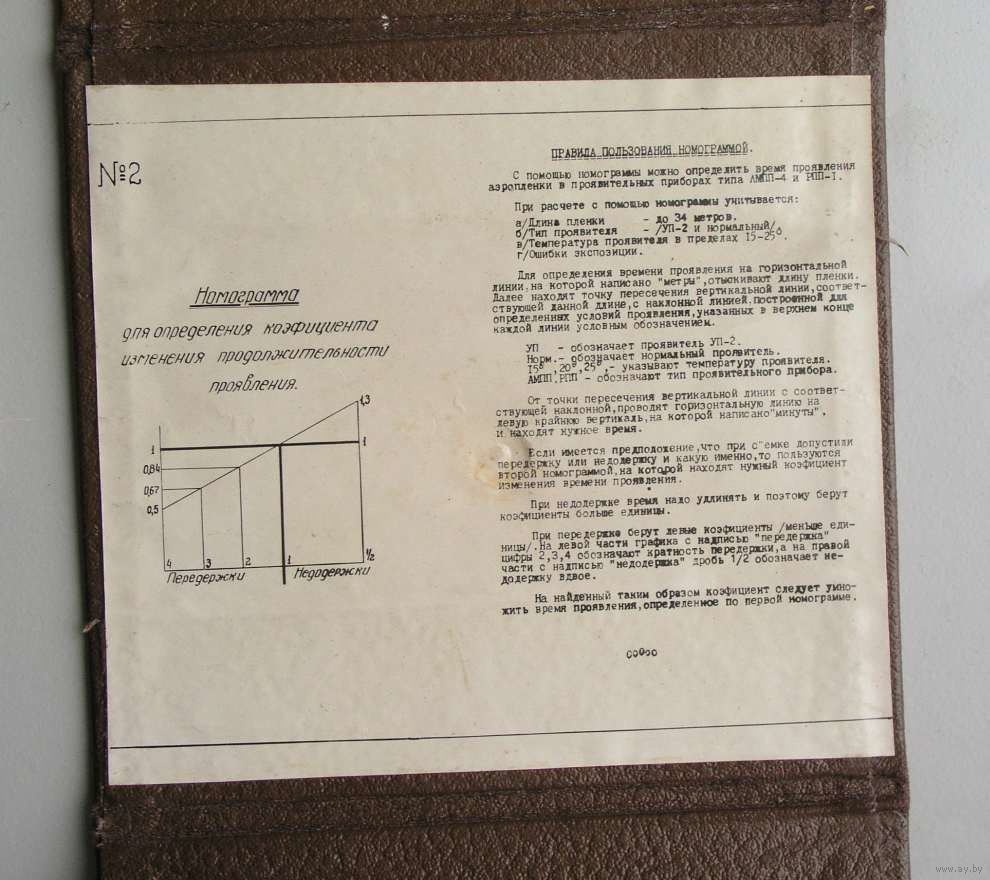 №2
Номограмма
для определения коэфициента
изменения продолжительности
проявления.
1,3
1
1
0,84
0,67
0,5
4
3
2
1
1/2
Передержки
Недодержки
ПРАВИЛА ПОЛЬЗОВАНИЯ НОМОГРАММОЙ.
С помощью номограммы можно определить время проявления
аэропленки в проявительных приборах типа АМПП-4 и РПП-I.
При расчете с помощью номограммы учитывается:
а/Длина пленки - до 34 метров.
б/Тип проявителя - /УП-2 и нормальный/.
в/Температура проявителя в пределах I5-25°.
г/Ошибки экспозиции.
Для определения времени проявления на горизонтальной
линии,на которой написано "метры",отыскивают длину пленки.
Далее находят точку пересечения вертикальной линии,соответ-
ствующей данной длине,с наклонной линией,построенной для
определенных условий проявления,указанных в верхнем конце
каждой линии условным обозначением.
УП - обозначает проявитель УП-2.
Норм.- обозначает нормальный проявитель.
I5°,20°,25°,- указывают температуру проявителя.
АМПП,РПП - обозначают тип проявительного прибора.
От точки пересечения вертикальной линии с соответ-
ствующей наклонной,проводят горизонтальную линию на
левую крайнюю вертикаль,на которой написано"минуты",
и находят нужное время.
Если имеется предположение,что при с"емке допустили
передержку или недодержку и какую именно,то пользуются
второй номограммой,на которой находят нужный коэфициент
изменения времени проявления.
При недодержке время надо удлинять и поэтому берут
коэфициенты больше единицы.
При передержке берут левые коэфициенты /меньше еди-
ницы/.На левой части графика с надписью "передержка"
цифры 2,3,4 обозначают кратность передержки,а на правой
части с надписью "недодержка" дробь 1/2 обозначает не-
додержку вдвое.
На найденный таким образом коэфициент следует умно-
жить время проявления,определенное по первой номограмме.
www.ay.by